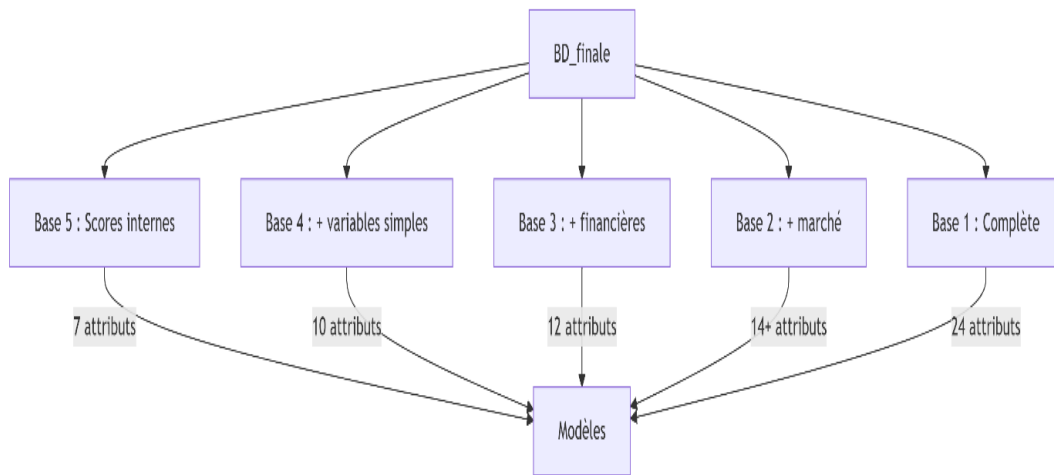 BD_finale
Base 5 : Scores internes
Base 4 : + variables simples
Base 3 : + financières
Base 2 : + marché
Base 1 : Complète
7 attributs
10 attributs
12 attributs
14+ attributs
24 attributs
Modèles